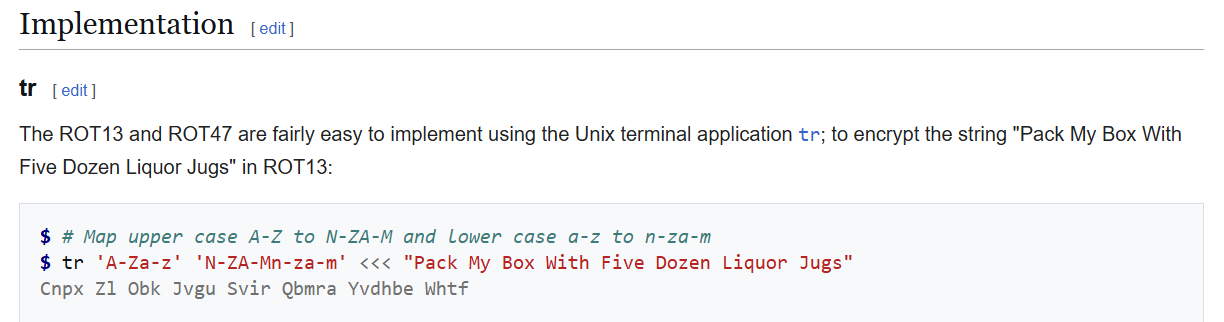 Implementation [ edit ]
tr [ edit ]
The ROT13 and ROT47 are fairly easy to implement using the Unix terminal application tr; to encrypt the string "Pack My Box With
Five Dozen Liquor Jugs" in ROT13:
$ # Map upper case A-Z to N-ZA-M and lower case a-z to n-za-m
$ tr 'A-Za-z' 'N-ZA-Mn-za-m' <<< "Pack My Box With Five Dozen Liquor Jugs"
Cnpx Zl Obk Jvgu Svir Qbmra Yvdhbe Whtf